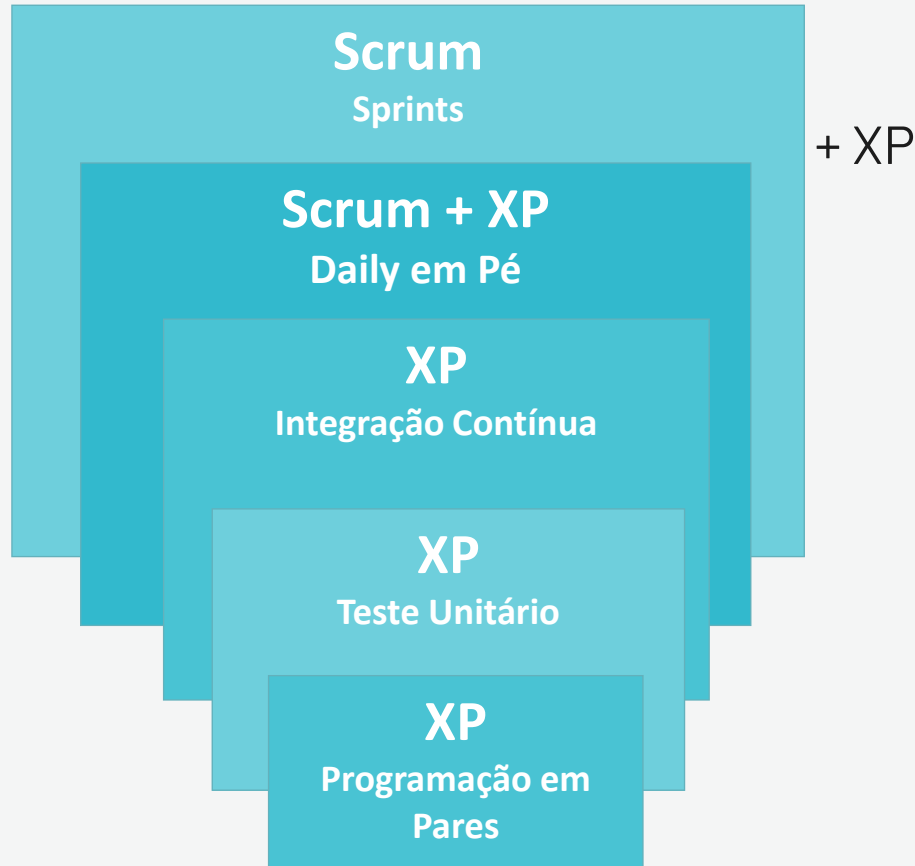 Scrum
Sprints
+ XP
Scrum + XP
Daily em Pé
XP
Integração Contínua
XP
Teste Unitário
XP
Programação em
Pares